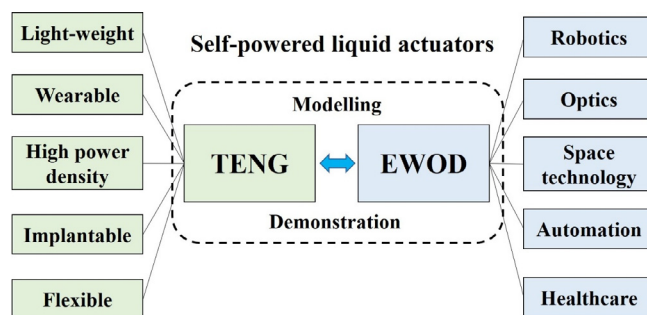 Self-powered liquid actuators
Light-weight
Wearable
High power
density
Implantable
Flexible
Modelling
TENG
EWOD
Demonstration
Robotics
Optics
Space
technology
Automation
Healthcare